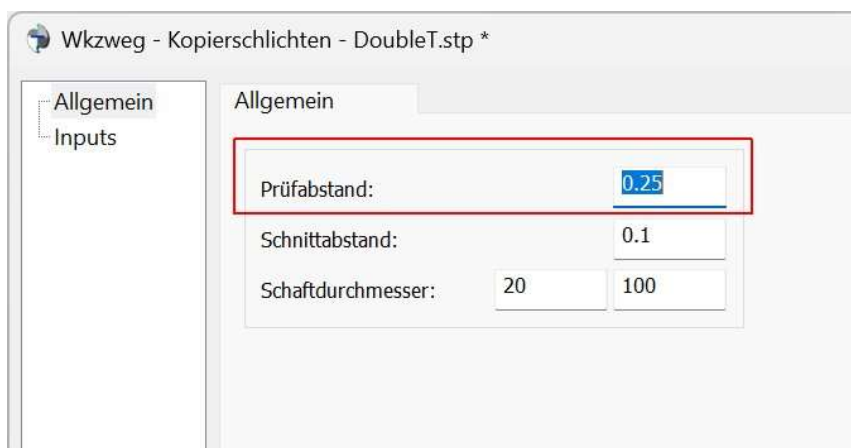 Wkzweg - Kopierschlichten - DoubleT.stp *
Allgemein
Inputs
Allgemein
Prüfabstand: 0.25
Schnittabstand: 0.1
Schaftdurchmesser: 20 100